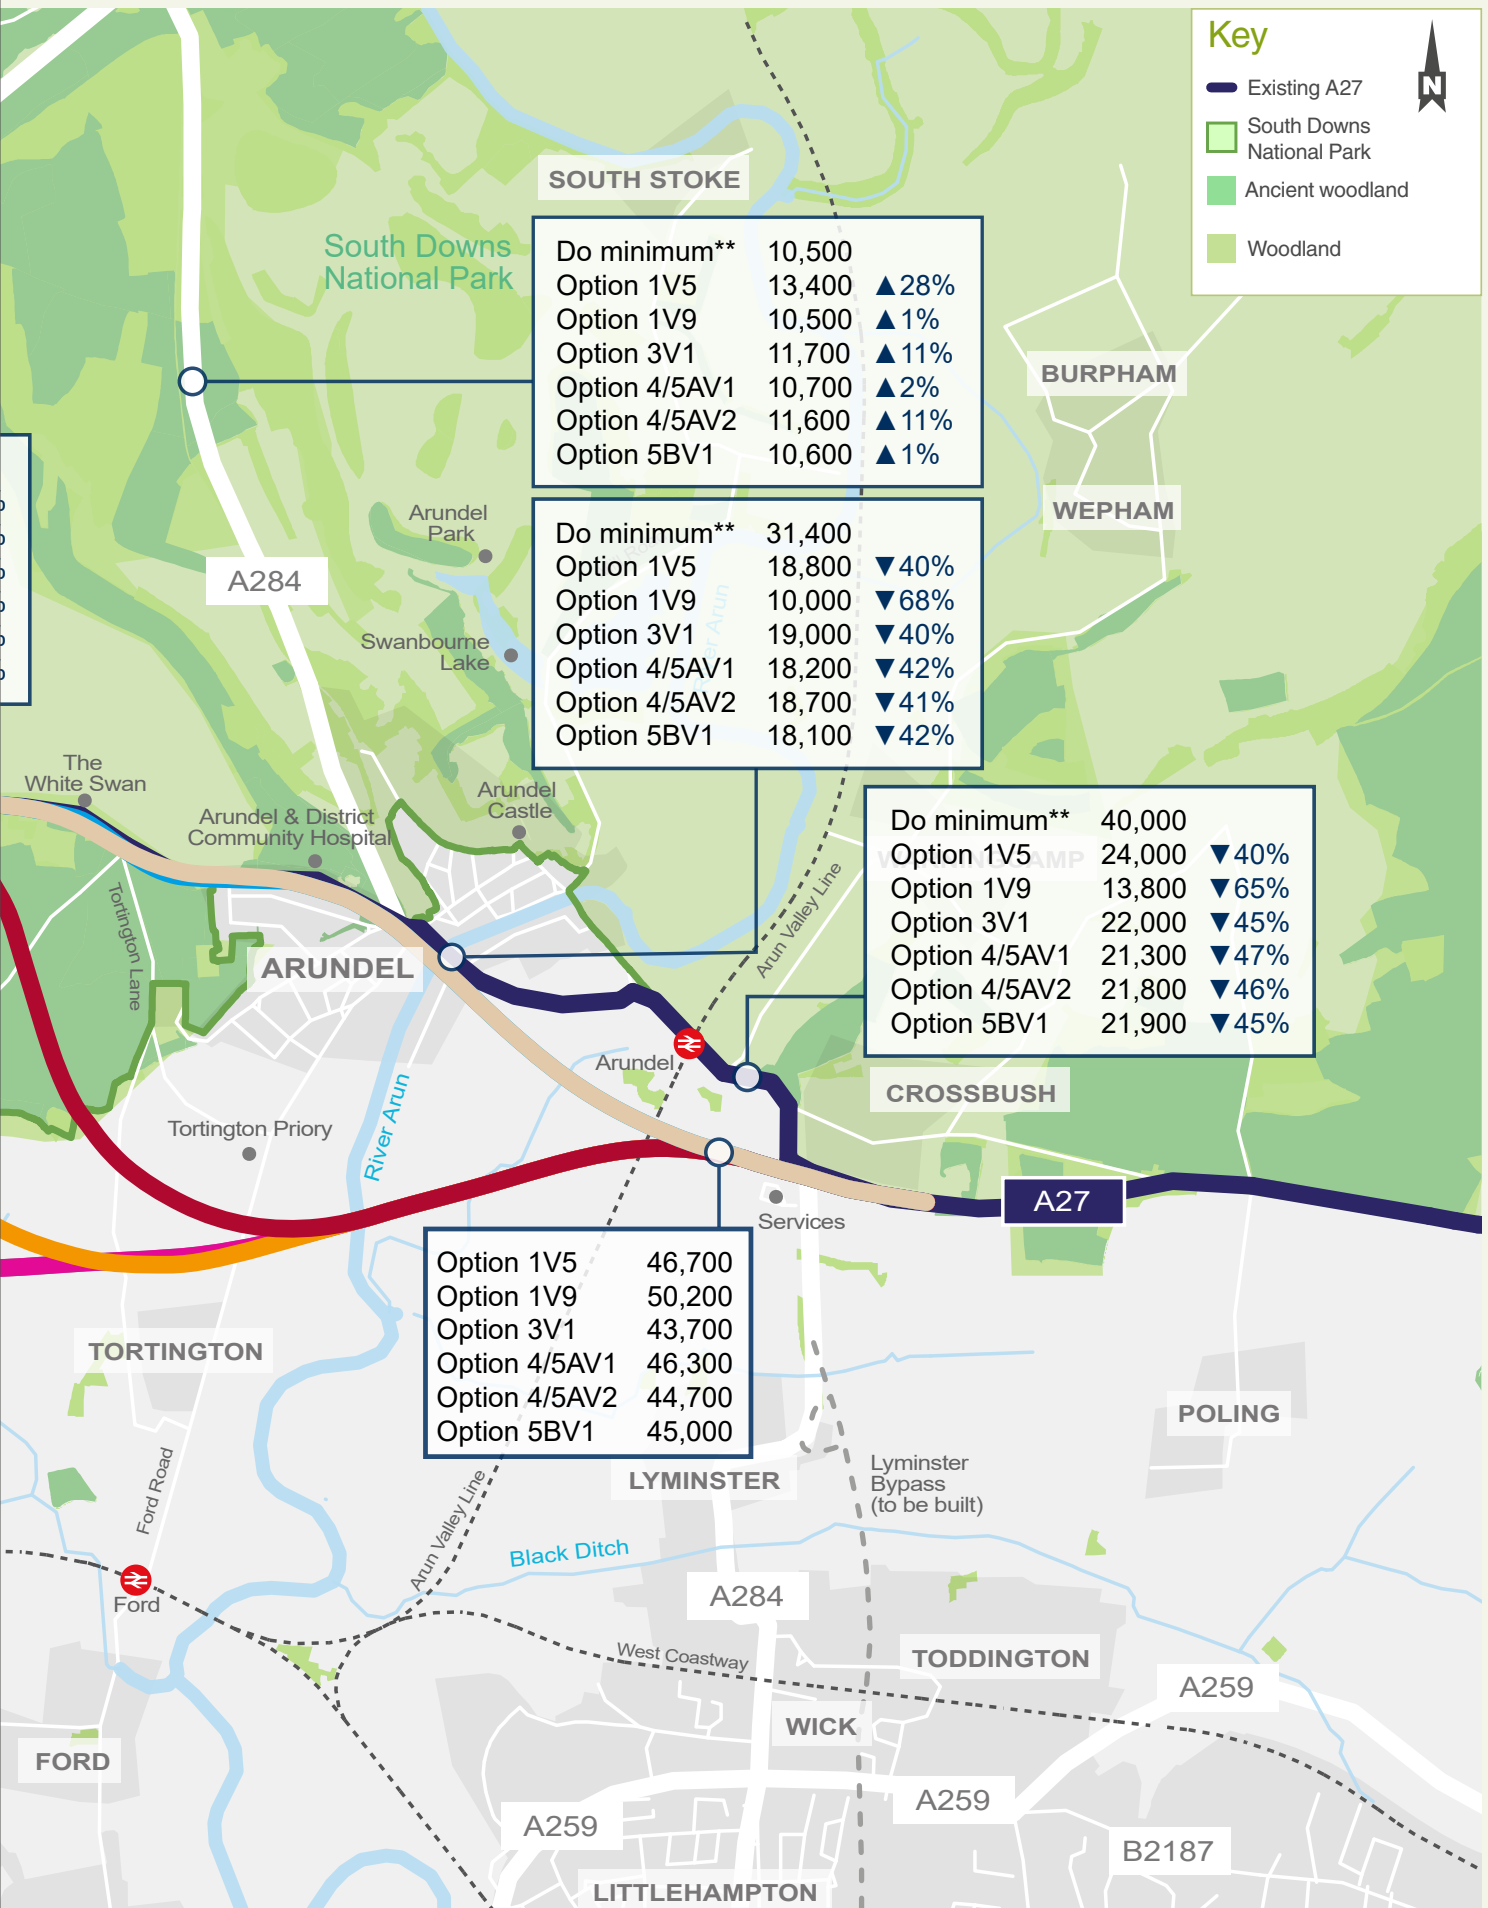 Key
Existing A27
South Downs
National Park
Ancient woodland
Woodland
N
SOUTH STOKE
South Downs
National Park
Do minimum** 10,500
Option 1V5 13,400 ▲28%
Option 1V9 10,500 ▲1%
Option 3V1 11,700 ▲11%
Option 4/5AV1 10,700 ▲2%
Option 4/5AV2 11,600 ▲11%
Option 5BV1 10,600 ▲1%
BURPHAM
WEPHAM
Arundel
Park
A284
Swanbourne
Lake
Do minimum** 31,400
Option 1V5 18,800 ▼40%
Option 1V9 10,000 ▼68%
Option 3V1 19,000 ▼40%
Option 4/5AV1 18,200 ▼42%
Option 4/5AV2 18,700 ▼41%
Option 5BV1 18,100 ▼42%
River Arun
The
White Swan
Arundel & District
Community Hospital
Arundel
Castle
Do minimum** 40,000
Option 1V5 24,000 ▼40%
Option 1V9 13,800 ▼65%
Option 3V1 22,000 ▼45%
Option 4/5AV1 21,300 ▼47%
Option 4/5AV2 21,800 ▼46%
Option 5BV1 21,900 ▼45%
Tortington Lane
Arun Valley Line
ARUNDEL
Arundel
CROSSBUSH
Tortington Priory
River Arun
A27
Services
Option 1V5 46,700
Option 1V9 50,200
Option 3V1 43,700
Option 4/5AV1 46,300
Option 4/5AV2 44,700
Option 5BV1 45,000
TORTINGTON
POLING
Ford Road
Arun Valley Line
LYMINSTER
Lyminster
Bypass
(to be built)
Black Ditch
Ford
A284
West Coastway
TODDINGTON
A259
WICK
FORD
A259
A259
B2187
LITTLEHAMPTON